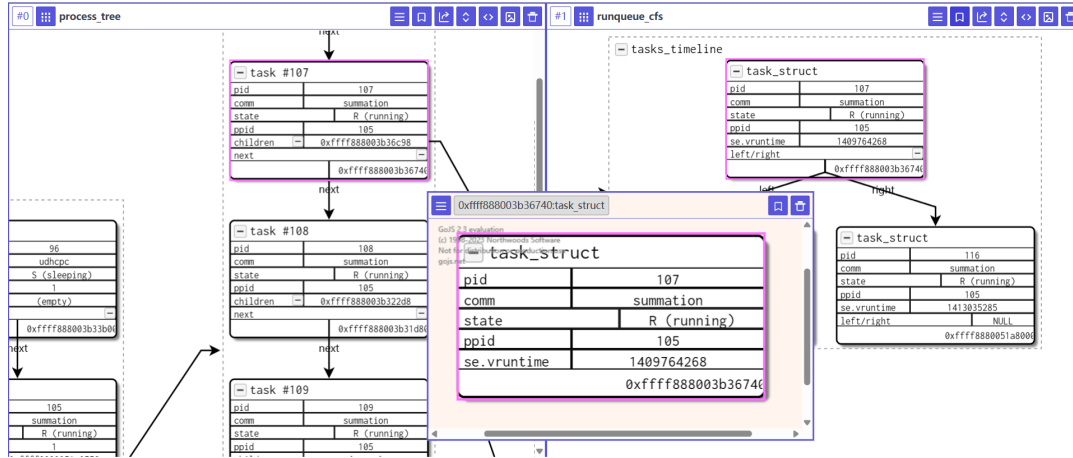 #0 process_tree
#1 runqueue_cfs
next
task #107
pid 107
comm summation
state R (running)
ppid 105
children 0xffff888003b36c98
next
0xffff888003b36740
next
task #108
pid 108
comm summation
state R (running)
ppid 105
children 0xffff888003b322d8
next
0xffff888003b31d80
next
task #109
pid 109
comm summation
state R (running)
ppid 105
96
udhcpc
S (sleeping)
1
(empty)
0xffff888003b33b00
next
105
summation
R (running)
1
tasks_timeline
task_struct
pid 107
comm summation
state R (running)
ppid 105
se.vruntime 1409764268
left/right
0xffff888003b36740
left
right
task_struct
pid 116
comm summation
state R (running)
ppid 105
se.vruntime 1413035285
left/right NULL
0xffff8880051a8000
0xffff888003b36740:task_struct
GoJS 2.3 evaluation
(c) 1998-2023 Northwoods Software
Not for distribution or production use
gojs.net
task_struct
pid 107
comm summation
state R (running)
ppid 105
se.vruntime 1409764268
0xffff888003b36740